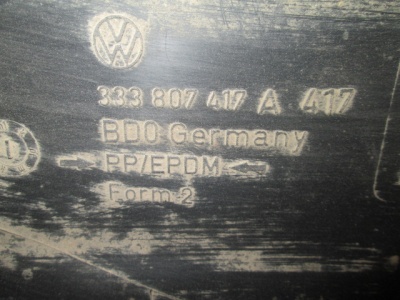 333 807 417 A 417
BDO Germany
PP/EPDM
Form 2